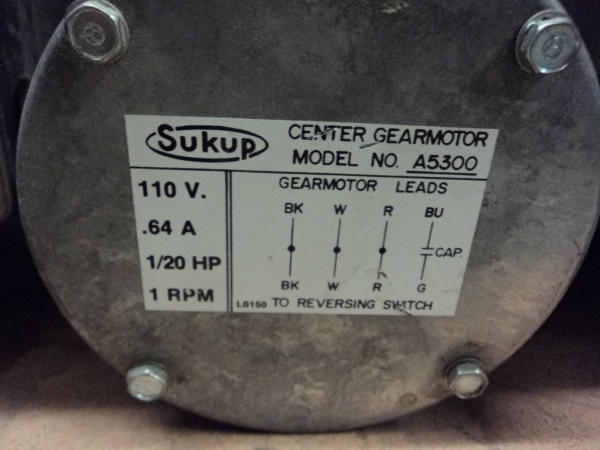 Sukup CENTER GEARMOTOR
MODEL NO. A5300
110 V.
.64 A
1/20 HP
1 RPM
GEARMOTOR LEADS
BK W R BU
CAP.
BK W R G
L0150 TO REVERSING SWITCH